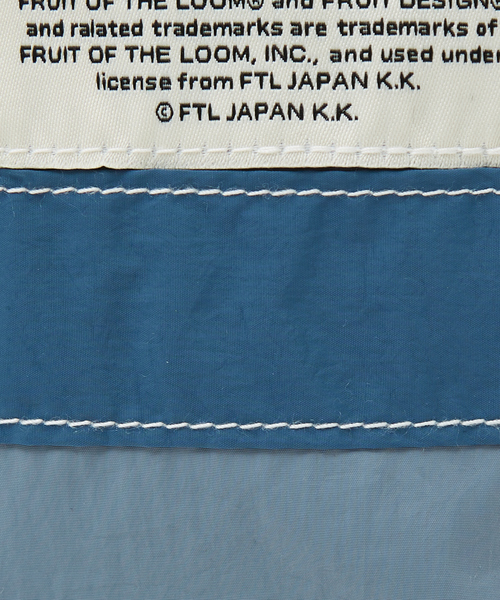 FRUIT OF THE LOOM® and FRUIT DESIGN®
and ralated trademarks are trademarks of
FRUIT OF THE LOOM, INC., and used under
license from FTL JAPAN K.K.
© FTL JAPAN K.K.